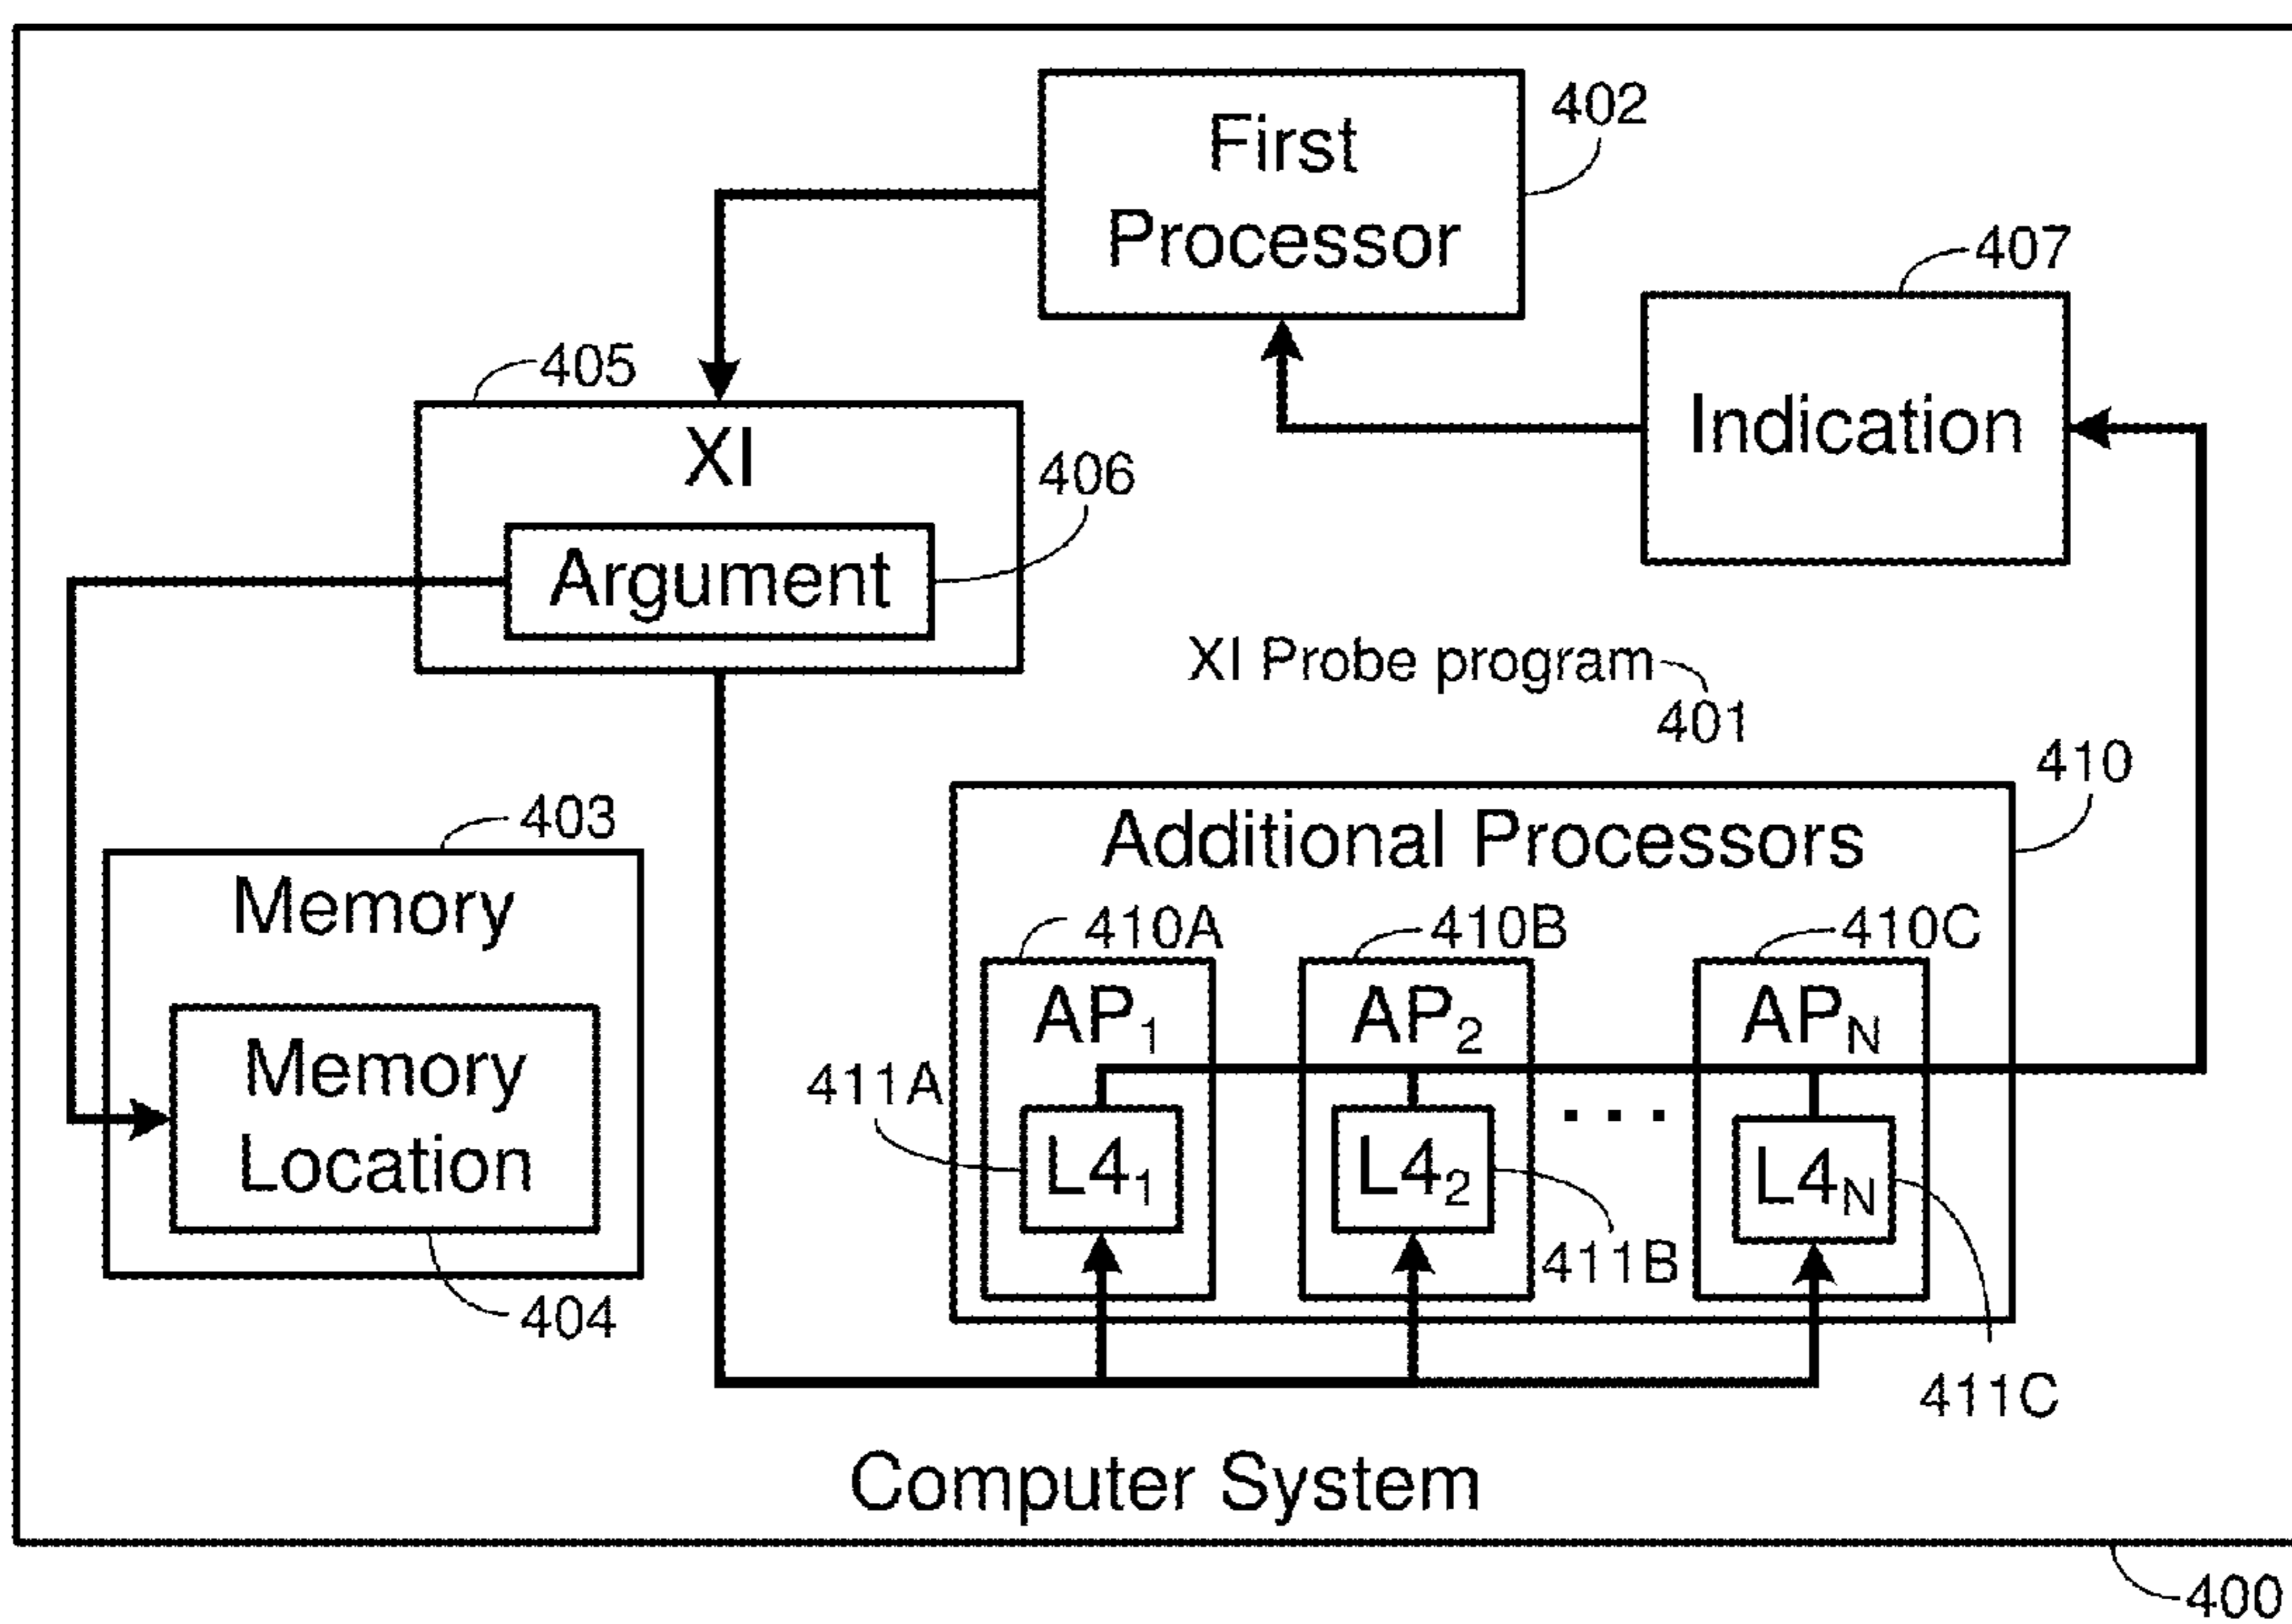 First
Processor
402
407
Indication
405
XI
406
Argument
XI Probe program
401
410
403
Memory
Memory
Location
404
Additional Processors
410A
410B
410C
AP₁
AP₂
APN
411A
L4₁
L4₂
. . .
L4N
411B
411C
Computer System
400